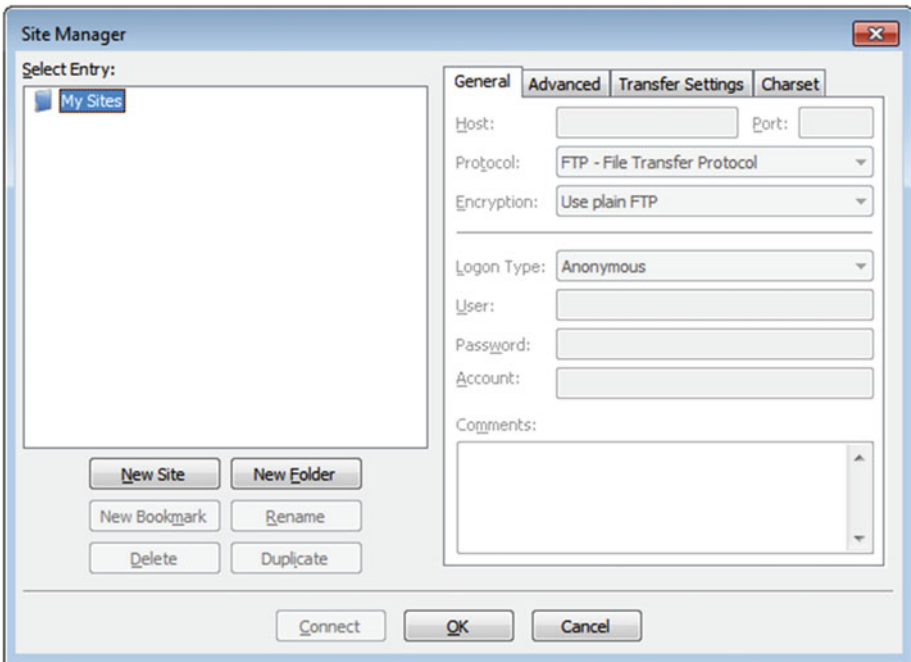 Site Manager
Select Entry:
My Sites
New Site New Folder
New Bookmark Rename
Delete Duplicate
General Advanced Transfer Settings Charset
Host: Port:
Protocol: FTP - File Transfer Protocol
Encryption: Use plain FTP
Logon Type: Anonymous
User:
Password:
Account:
Comments:
Connect OK Cancel